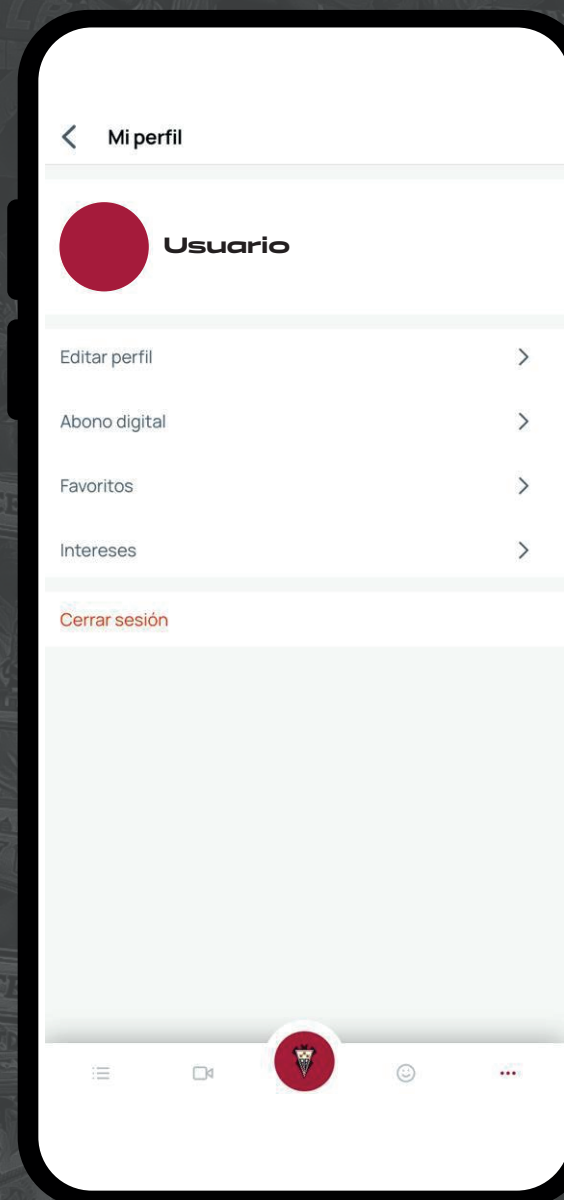 Mi perfil
Usuario
Editar perfil
Abono digital
Favoritos
Intereses
Cerrar sesión